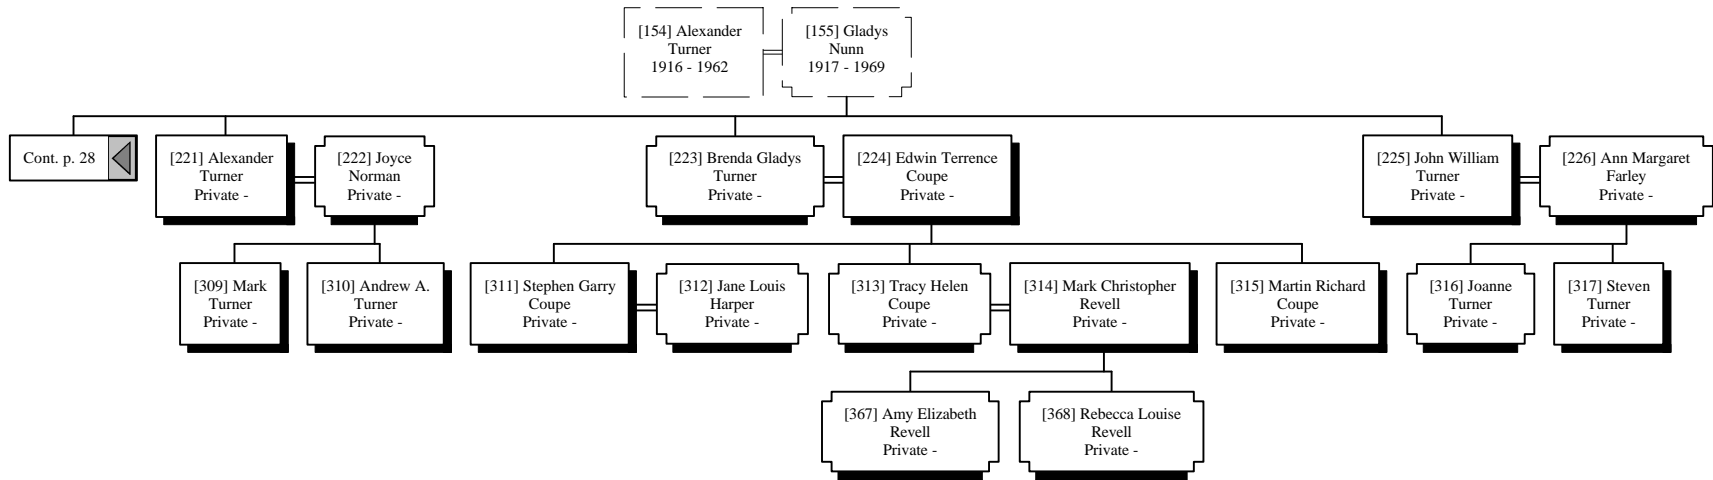 [154] Alexander
Turner
1916 - 1962
[155] Gladys
Nunn
1917 - 1969
Cont. p. 28
[221] Alexander
Turner
Private -
[222] Joyce
Norman
Private -
[223] Brenda Gladys
Turner
Private -
[224] Edwin Terrence
Coupe
Private -
[225] John William
Turner
Private -
[226] Ann Margaret
Farley
Private -
[309] Mark
Turner
Private -
[310] Andrew A.
Turner
Private -
[311] Stephen Garry
Coupe
Private -
[312] Jane Louis
Harper
Private -
[313] Tracy Helen
Coupe
Private -
[314] Mark Christopher
Revell
Private -
[315] Martin Richard
Coupe
Private -
[316] Joanne
Turner
Private -
[317] Steven
Turner
Private -
[367] Amy Elizabeth
Revell
Private -
[368] Rebecca Louise
Revell
Private -